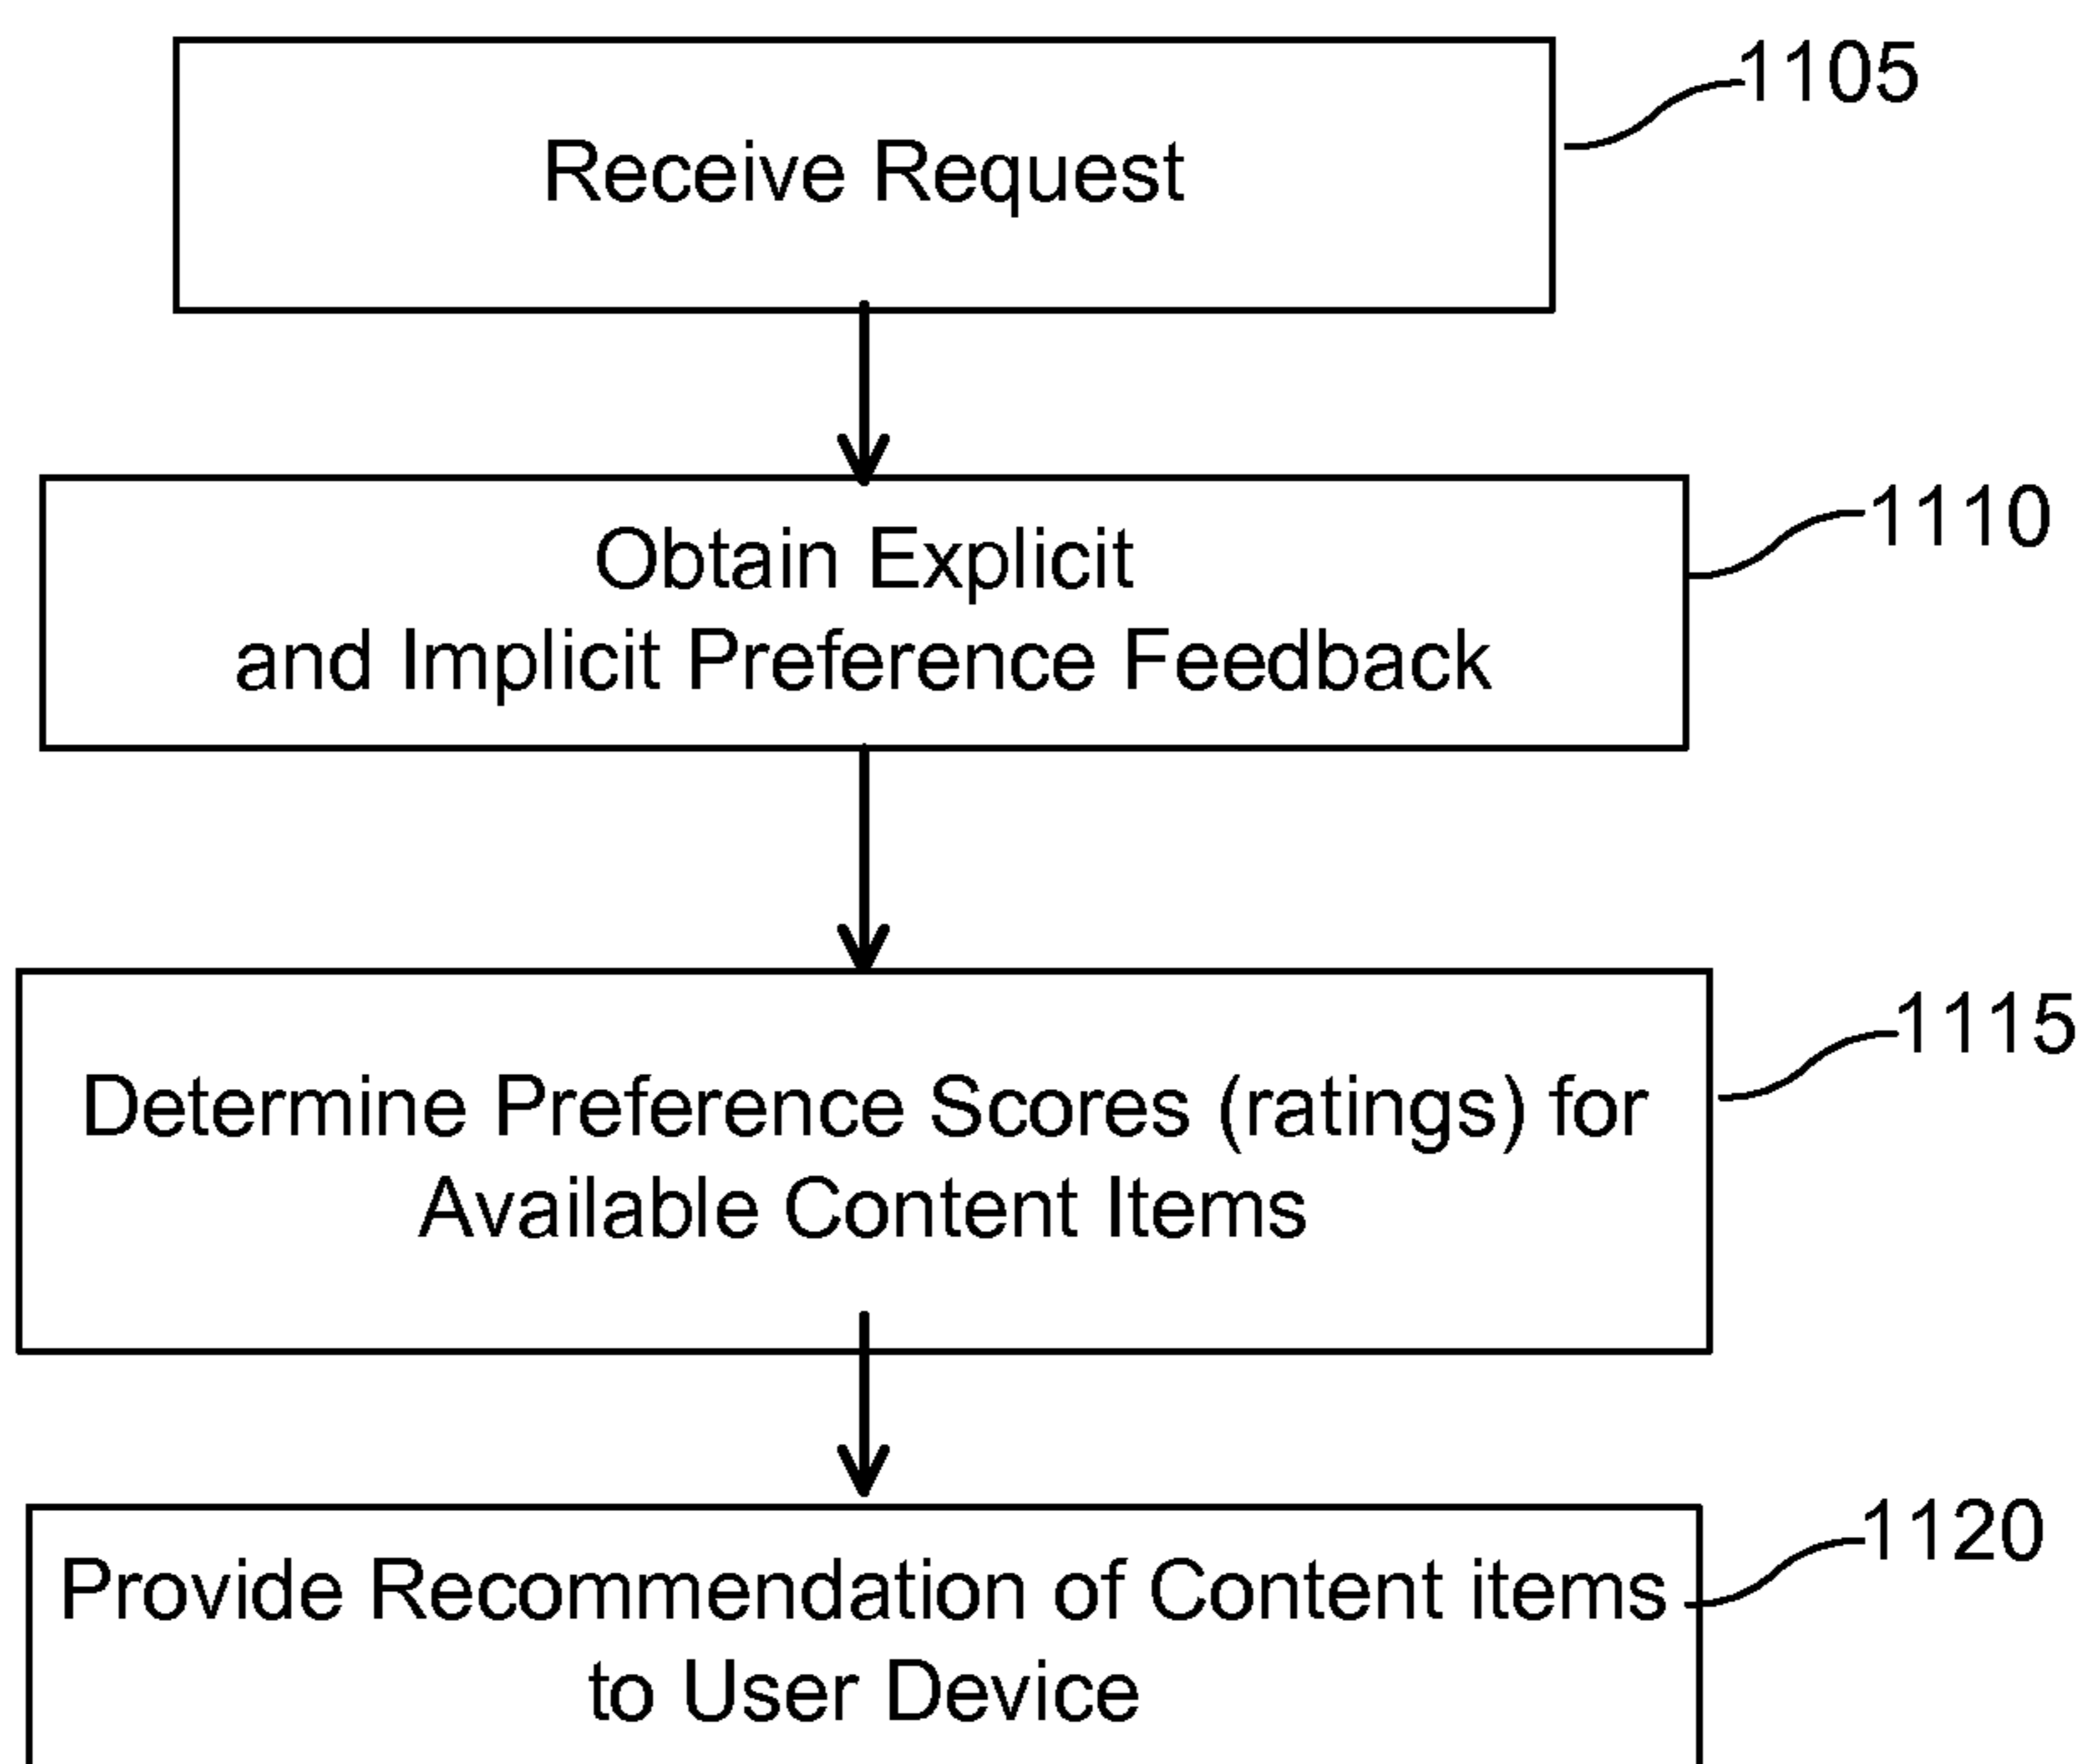 Receive Request
1105
Obtain Explicit
and Implicit Preference Feedback
1110
Determine Preference Scores (ratings) for
Available Content Items
1115
Provide Recommendation of Content items
to User Device
1120